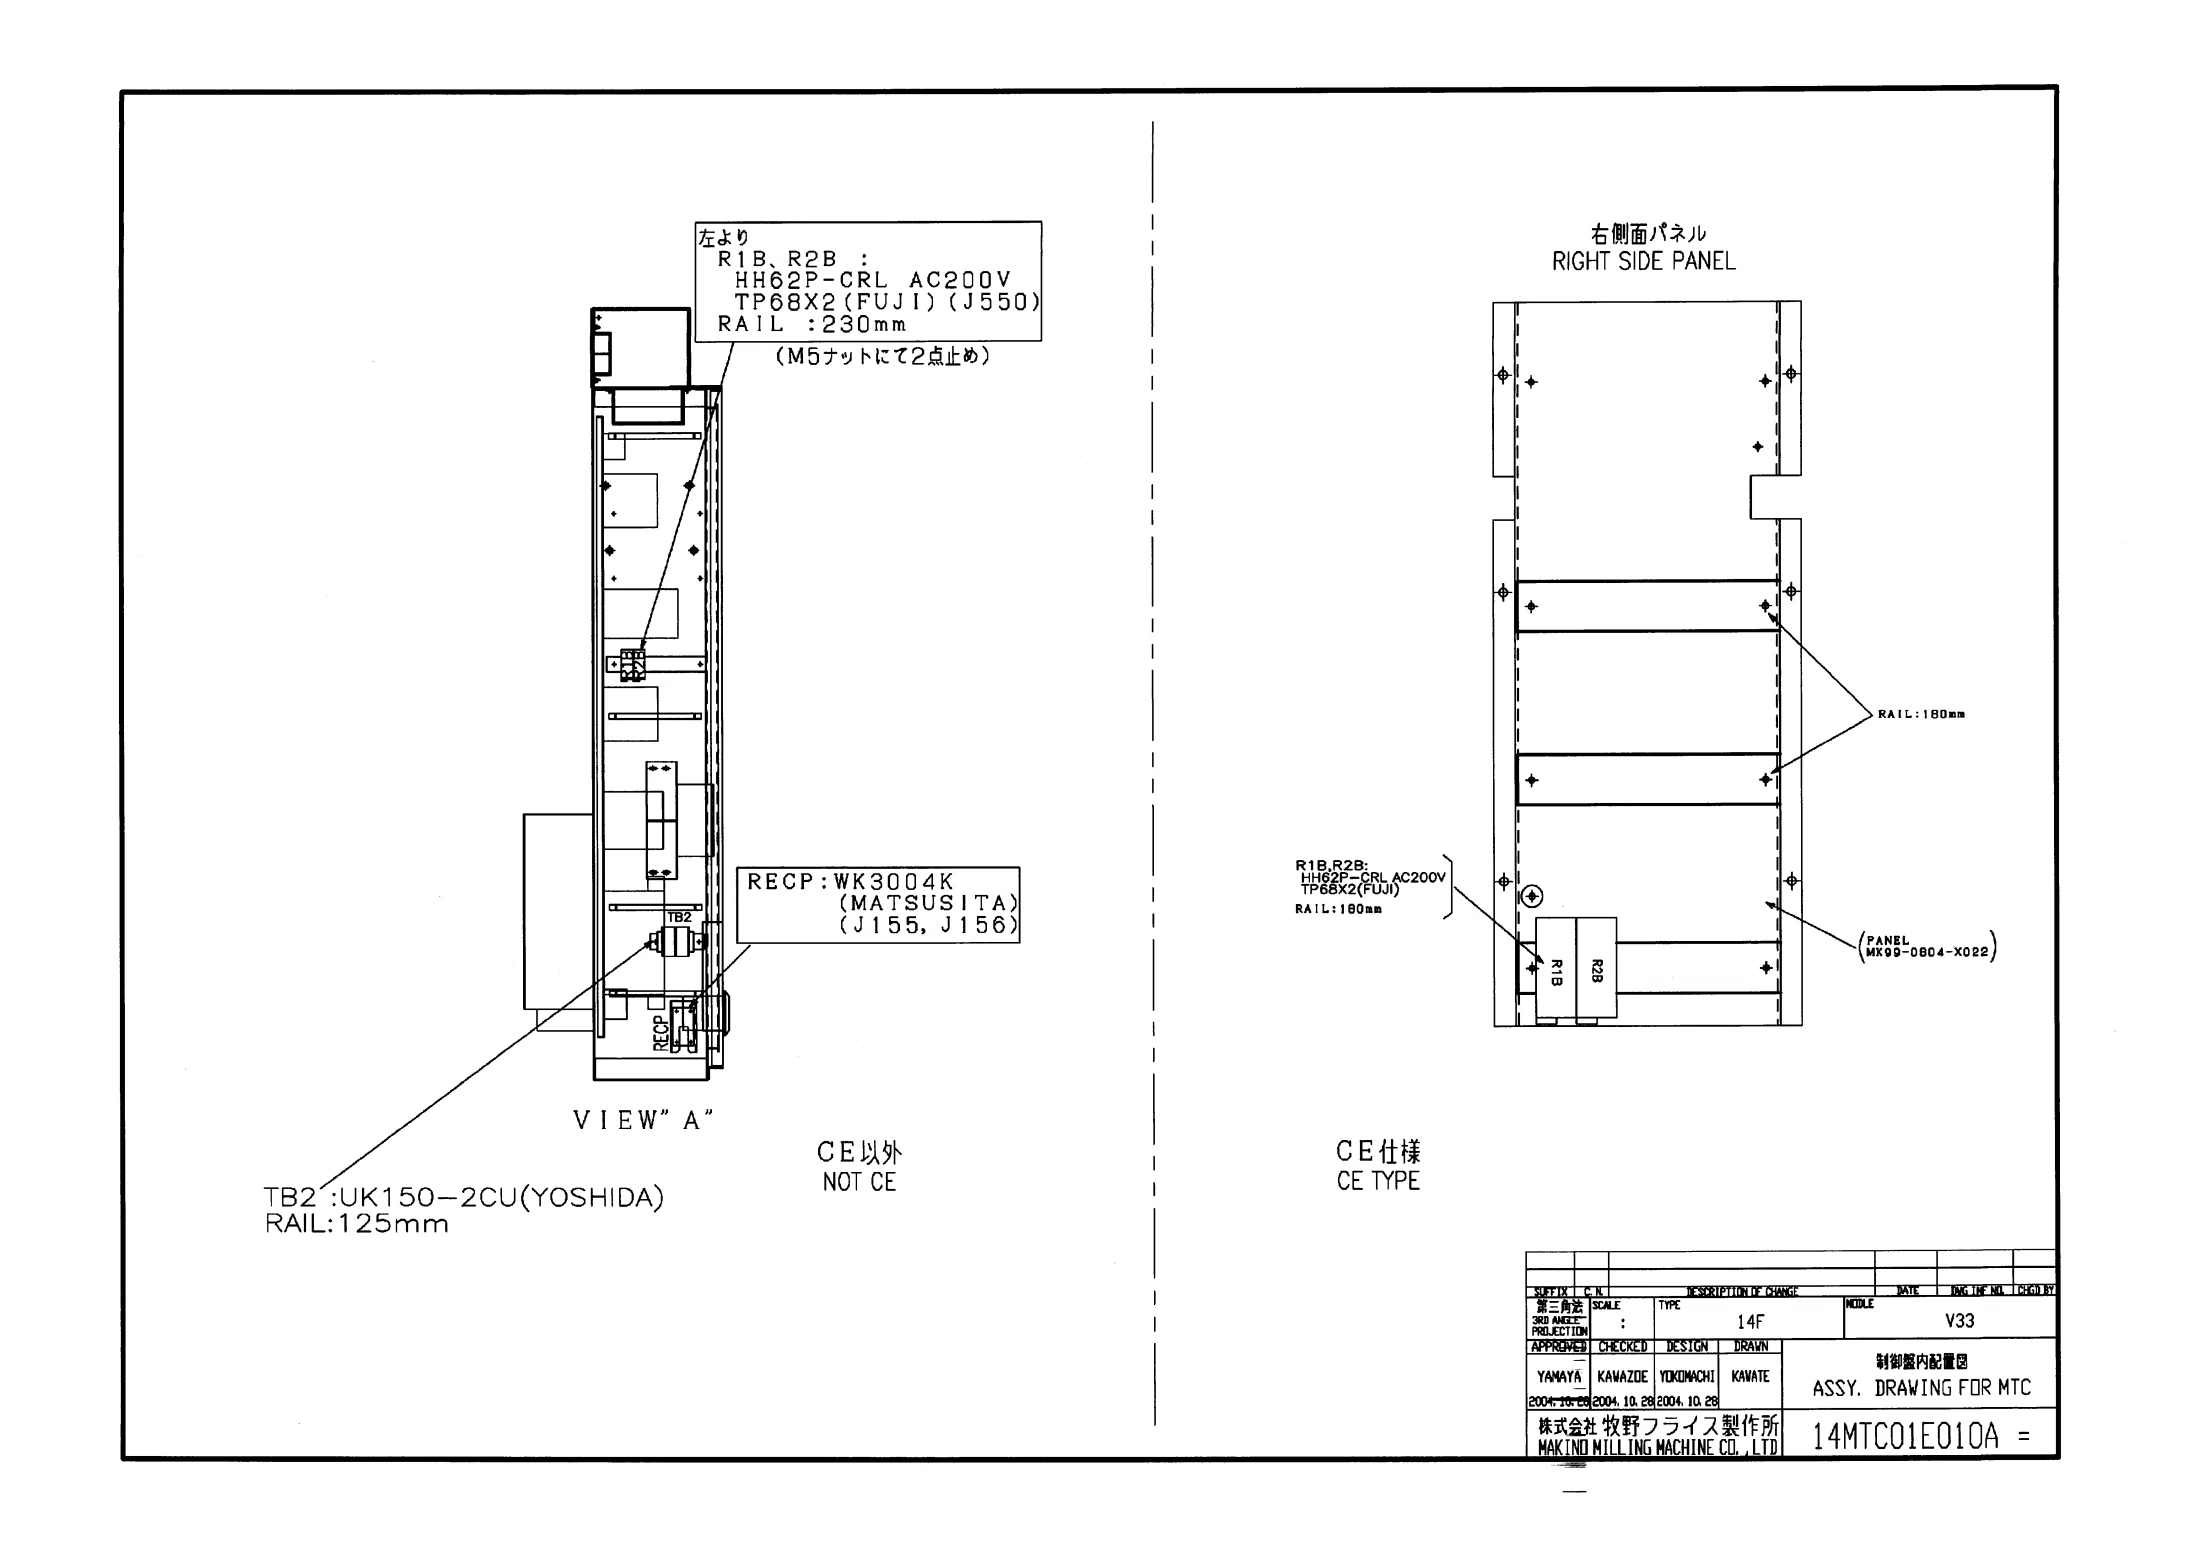 左より
R1B、R2B :
HH62P-CRL AC200V
TP68X2(FUJI)(J550)
RAIL :230mm
(M5ナットにて2点止め)
TB2
RECP:WK3004K
(MATSUSITA)
(J155, J156)
RECP
VIEW"A"
CE以外
NOT CE
TB2 :UK150-2CU(YOSHIDA)
RAIL:125mm
右側面パネル
RIGHT SIDE PANEL
RAIL:180mm
R1B,R2B:
HH62P-CRL AC200V
TP68X2(FUJI)
RAIL:180mm
R1B
R2B
(PANEL
MK99-0804-X022)
CE仕様
CE TYPE
SUFFIX C.N. DESCRIPTION OF CHANGE DATE DWG INF NO. CHGD BY
第三角法 SCALE TYPE MODLE
3RD ANGLE : 14F V33
PROJECTION
APPROVED CHECKED DESIGN DRAWN
制御盤内配置図
YAMAYA KAWAZOE YOKOMACHI KAWATE
ASSY. DRAWING FOR MTC
2004.10.28 2004.10.28 2004.10.28
株式会社 牧野フライス製作所
MAKINO MILLING MACHINE CO.,LTD
14MTC01E010A =